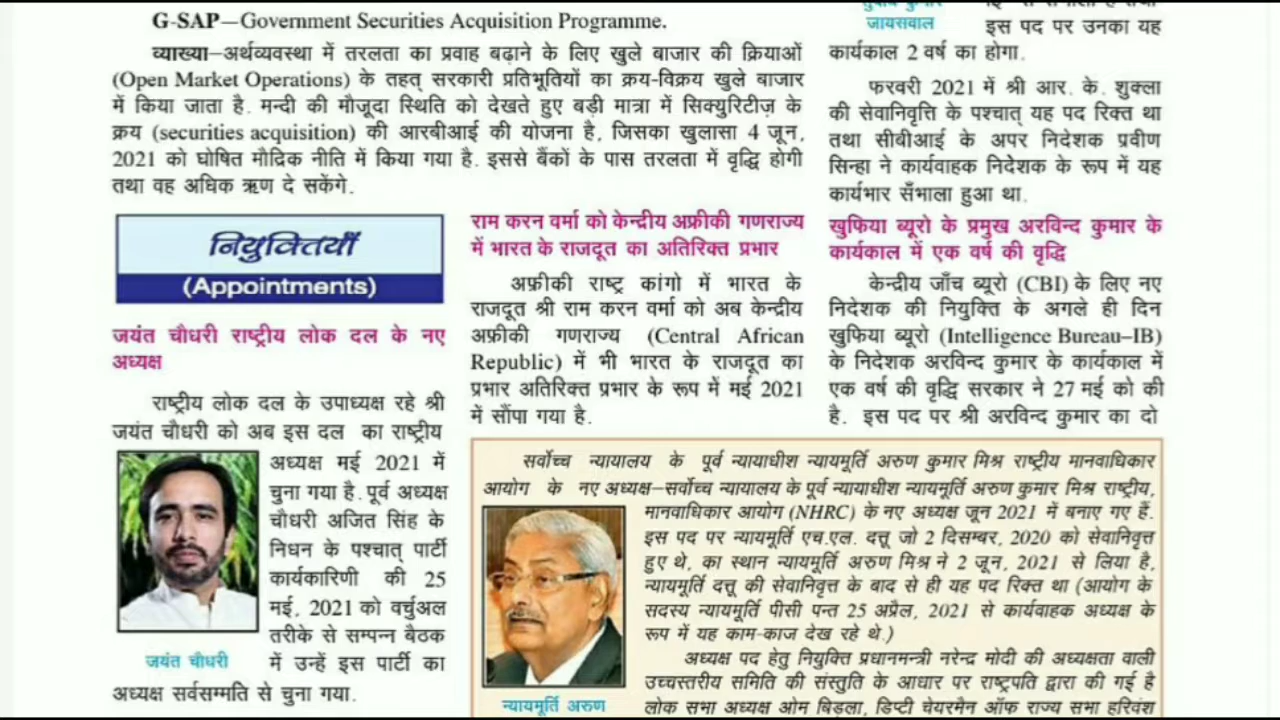 G-SAP—Government Securities Acquisition Programme.
व्याख्या–अर्थव्यवस्था में तरलता का प्रवाह बढ़ाने के लिए खुले बाजार की क्रियाओं
(Open Market Operations) के तहत् सरकारी प्रतिभूतियों का क्रय-विक्रय खुले बाजार
में किया जाता है. मन्दी की मौजूदा स्थिति को देखते हुए बड़ी मात्रा में सिक्युरिटीज़ के
क्रय (securities acquisition) की आरबीआई की योजना है, जिसका खुलासा 4 जून,
2021 को घोषित मौद्रिक नीति में किया गया है. इससे बैंकों के पास तरलता में वृद्धि होगी
तथा वह अधिक ऋण दे सकेंगे.
नियुक्तियाँ
(Appointments)
जयंत चौधरी राष्ट्रीय लोक दल के नए
अध्यक्ष
राष्ट्रीय लोक दल के उपाध्यक्ष रहे श्री
जयंत चौधरी को अब इस दल का राष्ट्रीय
अध्यक्ष मई 2021 में
चुना गया है. पूर्व अध्यक्ष
चौधरी अजित सिंह के
निधन के पश्चात् पार्टी
कार्यकारिणी की 25
मई, 2021 को वर्चुअल
तरीके से सम्पन्न बैठक
में उन्हें इस पार्टी का
जयंत चौधरी
अध्यक्ष सर्वसम्मति से चुना गया.
राम करन वर्मा को केन्द्रीय अफ्रीकी गणराज्य
में भारत के राजदूत का अतिरिक्त प्रभार
अफ्रीकी राष्ट्र कांगो में भारत के
राजदूत श्री राम करन वर्मा को अब केन्द्रीय
अफ्रीकी गणराज्य (Central African
Republic) में भी भारत के राजदूत का
प्रभार अतिरिक्त प्रभार के रूप में मई 2021
में सौंपा गया है.
जायसवाल
इस पद पर उनका यह
कार्यकाल 2 वर्ष का होगा.
फरवरी 2021 में श्री आर. के. शुक्ला
की सेवानिवृत्ति के पश्चात् यह पद रिक्त था
तथा सीबीआई के अपर निदेशक प्रवीण
सिन्हा ने कार्यवाहक निदेशक के रूप में यह
कार्यभार सँभाला हुआ था.
खुफिया ब्यूरो के प्रमुख अरविन्द कुमार के
कार्यकाल में एक वर्ष की वृद्धि
केन्द्रीय जाँच ब्यूरो (CBI) के लिए नए
निदेशक की नियुक्ति के अगले ही दिन
खुफिया ब्यूरो (Intelligence Bureau–IB)
के निदेशक अरविन्द कुमार के कार्यकाल में
एक वर्ष की वृद्धि सरकार ने 27 मई को की
है. इस पद पर श्री अरविन्द कुमार का दो
सर्वोच्च न्यायालय के पूर्व न्यायाधीश न्यायमूर्ति अरुण कुमार मिश्र राष्ट्रीय मानवाधिकार
आयोग के नए अध्यक्ष–सर्वोच्च न्यायालय के पूर्व न्यायाधीश न्यायमूर्ति अरुण कुमार मिश्र राष्ट्रीय,
मानवाधिकार आयोग (NHRC) के नए अध्यक्ष जून 2021 में बनाए गए हैं.
इस पद पर न्यायमूर्ति एच.एल. दत्तू जो 2 दिसम्बर, 2020 को सेवानिवृत्त
हुए थे, का स्थान न्यायमूर्ति अरुण मिश्र ने 2 जून, 2021 से लिया है,
न्यायमूर्ति दत्तू की सेवानिवृत्त के बाद से ही यह पद रिक्त था (आयोग के
सदस्य न्यायमूर्ति पीसी पन्त 25 अप्रैल, 2021 से कार्यवाहक अध्यक्ष के
रूप में यह काम-काज देख रहे थे.)
अध्यक्ष पद हेतु नियुक्ति प्रधानमन्त्री नरेन्द्र मोदी की अध्यक्षता वाली
उच्चस्तरीय समिति की संस्तुति के आधार पर राष्ट्रपति द्वारा की गई है
न्यायमूर्ति अरुण
लोक सभा अध्यक्ष ओम बिड़ला, डिप्टी चेयरमैन ऑफ राज्य सभा हरिवंश